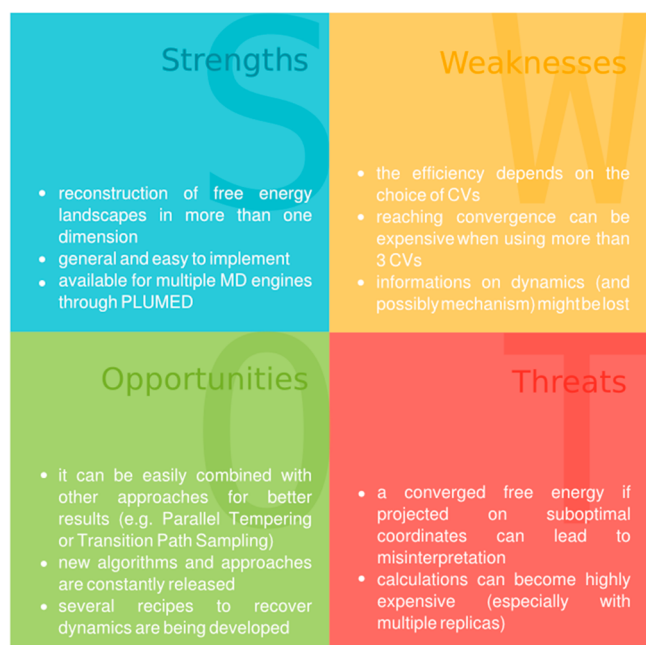 Strengths
reconstruction of free energy
landscapes in more than one
dimension
general and easy to implement
available for multiple MD engines
through PLUMED
Weaknesses
the efficiency depends on the
choice of CVs
reaching convergence can be
expensive when using more than
3 CVs
informations on dynamics (and
possibly mechanism) might be lost
Opportunities
it can be easily combined with
other approaches for better
results (e.g. Parallel Tempering
or Transition Path Sampling)
new algorithms and approaches
are constantly released
several recipes to recover
dynamics are being developed
Threats
a converged free energy if
projected on suboptimal
coordinates can lead to
misinterpretation
calculations can become highly
expensive (especially with
multiple replicas)
S
W
O
T